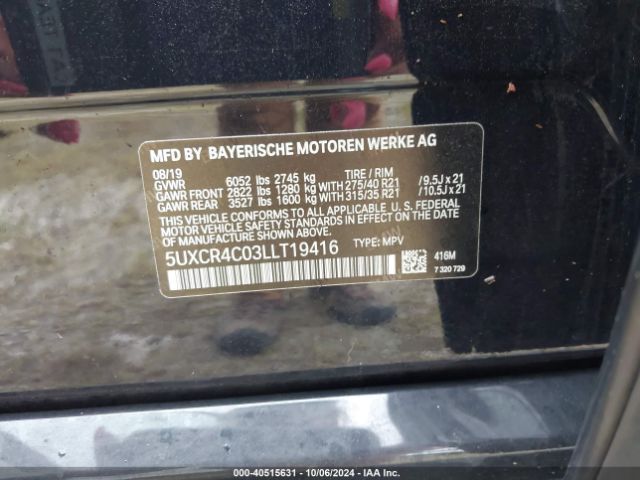 MFD BY BAYERISCHE MOTOREN WERKE AG
08/19 TIRE / RIM
GVWR 6052 lbs 2745 kg
GAWR FRONT 2822 lbs 1280 kg WITH 275/40 R21 /9.5J x 21
GAWR REAR 3527 lbs 1600 kg WITH 315/35 R21 /10.5J x 21
THIS VEHICLE CONFORMS TO ALL APPLICABLE U. S. FEDERAL
MOTOR VEHICLE SAFETY STANDARDS IN EFFECT ON THE DATE
OF MANUFACTURE SHOWN ABOVE.
5UXCR4C03LLT19416 TYPE: MPV
416M
7 320 729
000-40515631 - 10/06/2024 - IAA Inc.